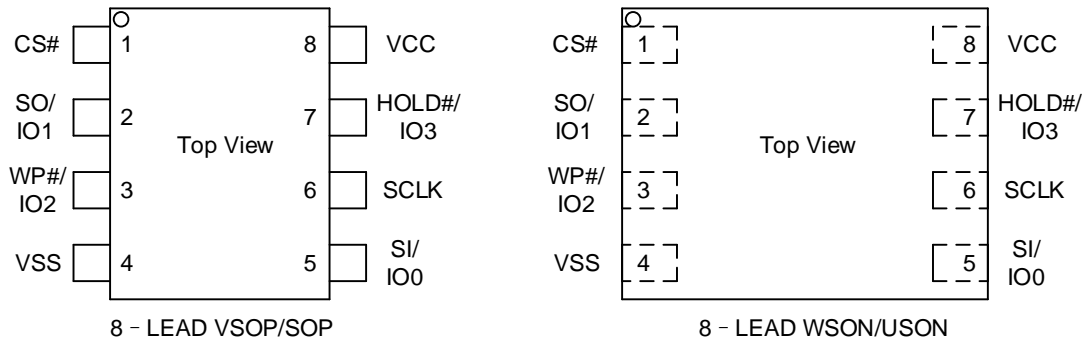 CS#
1
8
VCC
SO/
IO1
2
7
HOLD#/
IO3
Top View
WP#/
IO2
3
6
SCLK
VSS
4
5
SI/
IO0
8 – LEAD VSOP/SOP
CS#
1
8
VCC
SO/
IO1
2
7
HOLD#/
IO3
Top View
WP#/
IO2
3
6
SCLK
VSS
4
5
SI/
IO0
8 – LEAD WSON/USON